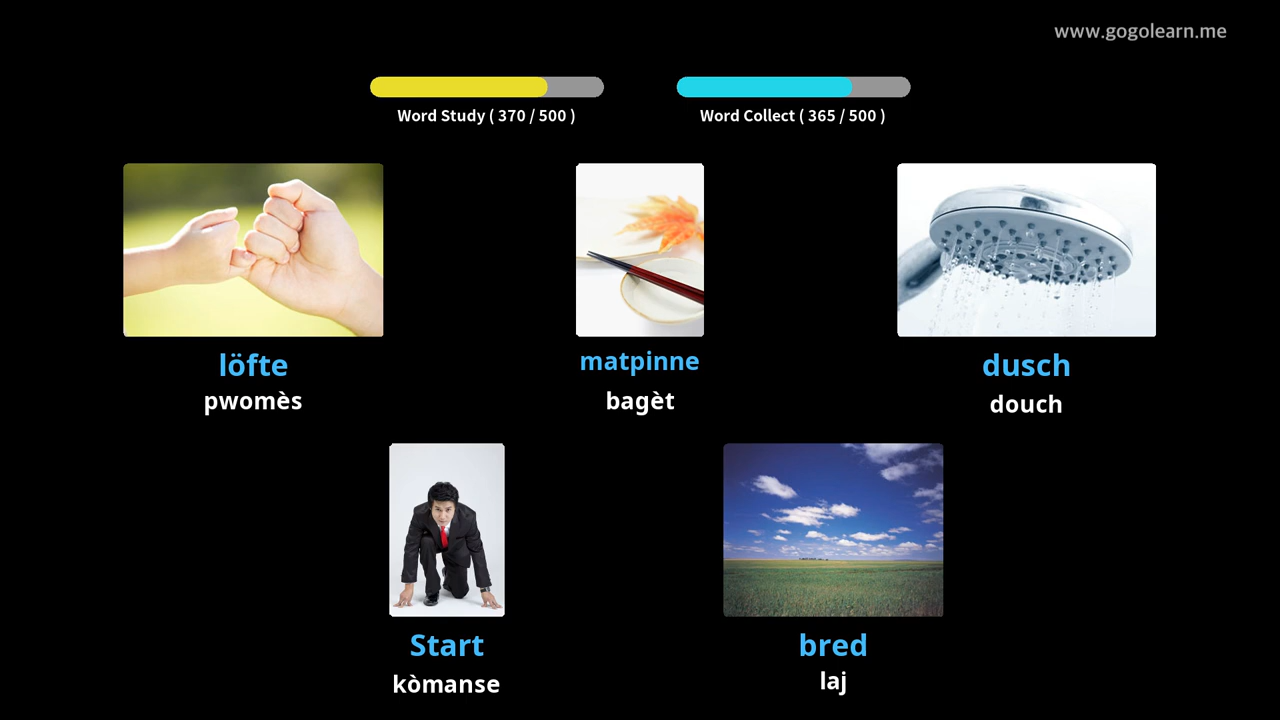 www.gogolearn.me
Word Study ( 370 / 500 )
Word Collect ( 365 / 500 )
löfte
pwomès
matpinne
bagèt
dusch
douch
Start
kòmanse
bred
laj